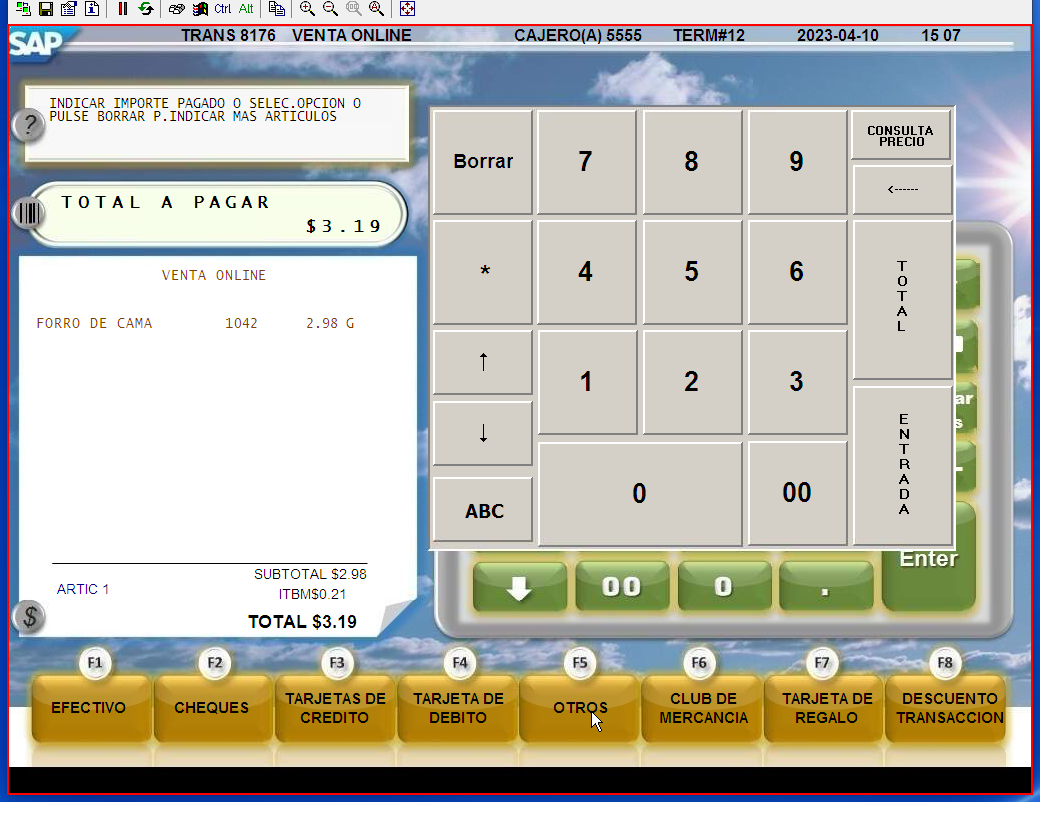 Ctrl Alt
SAP
TRANS 8176 VENTA ONLINE CAJERO(A) 5555 TERM#12 2023-04-10 15 07
INDICAR IMPORTE PAGADO O SELEC.OPCION O
PULSE BORRAR P.INDICAR MAS ARTICULOS
?
TOTAL A PAGAR
$3.19
VENTA ONLINE
FORRO DE CAMA 1042 2.98 G
SUBTOTAL $2.98
ARTIC 1
ITBM$0.21
TOTAL $3.19
$
Borrar 7 8 9
CONSULTA
PRECIO
<------
* 4 5 6
TOTAL
↑
1 2 3
↓
ENTRADA
ABC
0 00
ar
s
Enter
00 0 .
F1 F2 F3 F4 F5 F6 F7 F8
EFECTIVO
CHEQUES
TARJETAS DE
CREDITO
TARJETA DE
DEBITO
OTROS
CLUB DE
MERCANCIA
TARJETA DE
REGALO
DESCUENTO
TRANSACCION